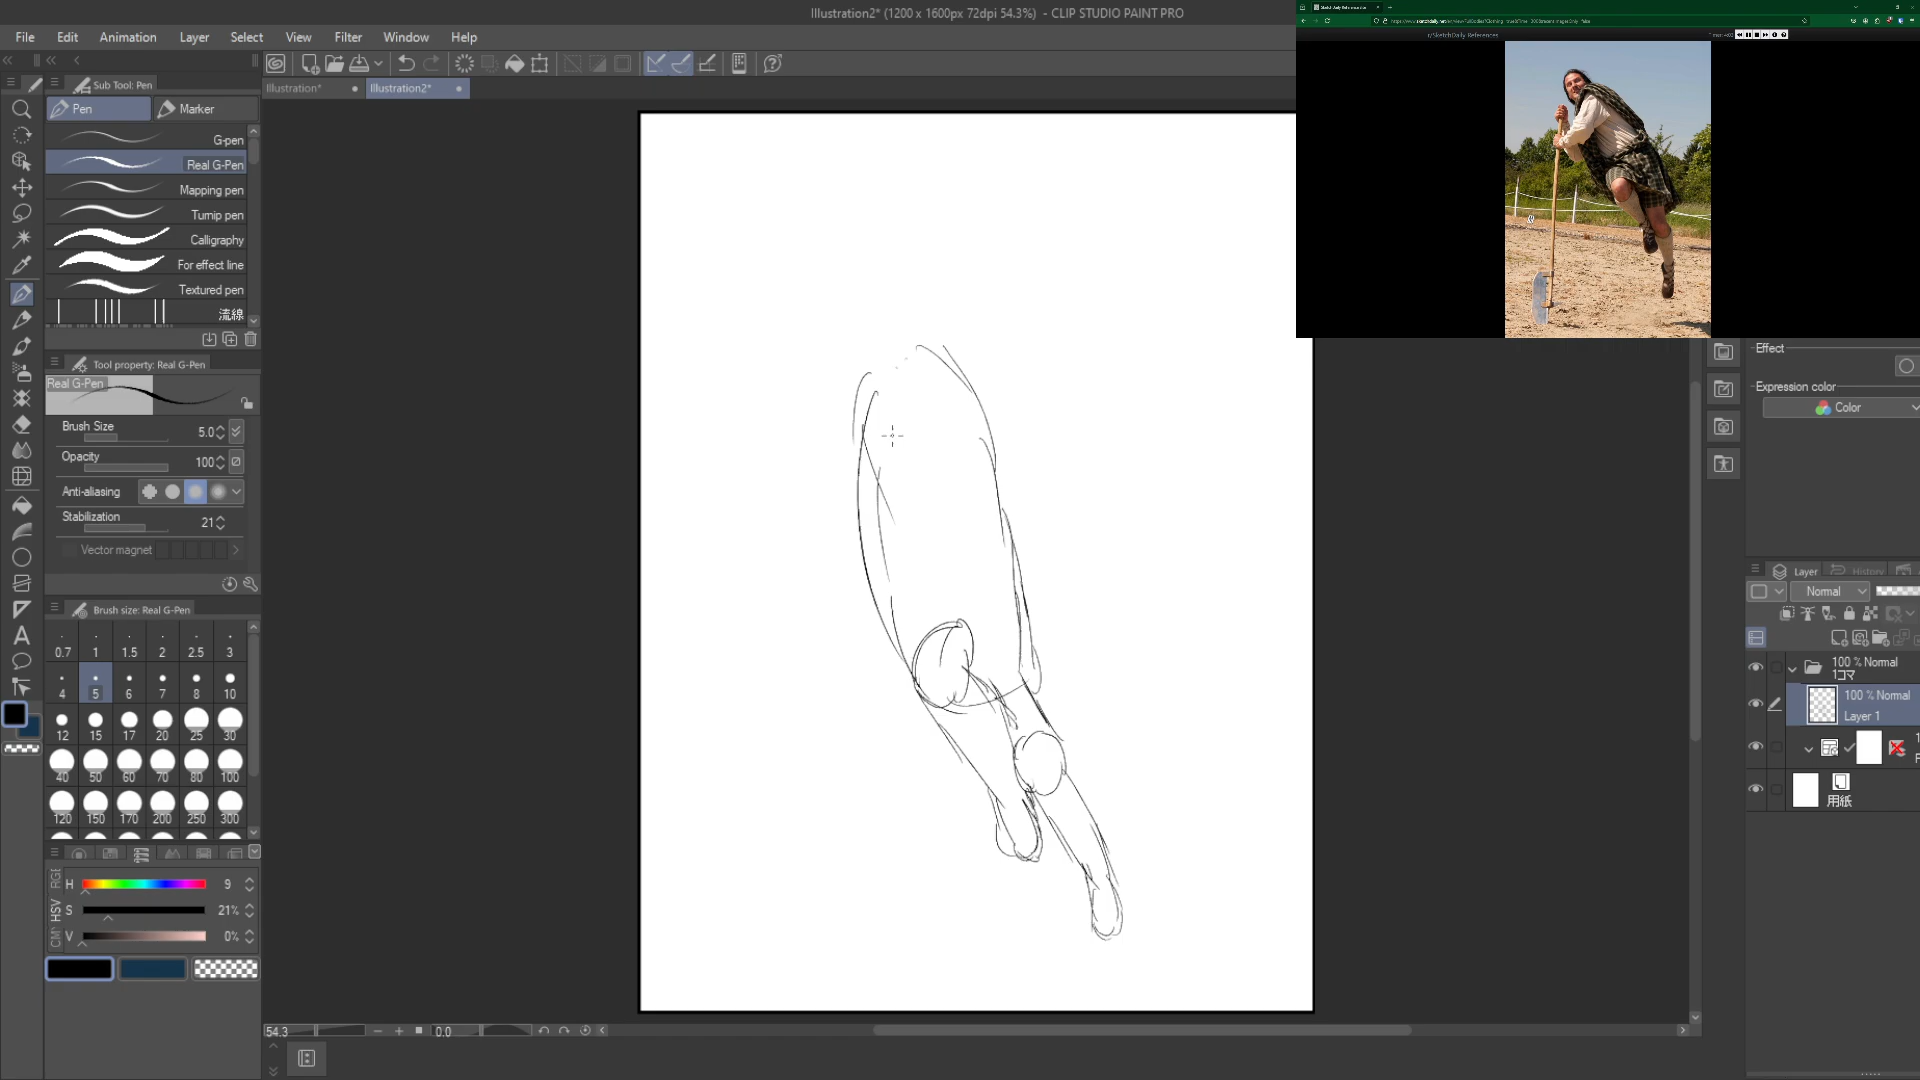 Illustration2* (1200 x 1600px 72dpi 54.3%) - CLIP STUDIO PAINT PRO
File Edit Animation Layer Select View Filter Window Help
r/SketchDaily References
Sub Tool: Pen
Illustration* Illustration2*
Pen Marker
G-pen
Real G-Pen
Mapping pen
Turnip pen
Calligraphy
For effect line
Textured pen
流線
Tool property: Real G-Pen
Real G-Pen
Brush Size 5.0
Opacity 100
Anti-aliasing
Stabilization 21
Vector magnet
Brush size: Real G-Pen
0.7 1 1.5 2 2.5 3
4 5 6 7 8 10
12 15 17 20 25 30
40 50 60 70 80 100
120 150 170 200 250 300
RGB
HSV
H 9
S 21%
V 0%
54.3 0.0
Effect
Expression color
Color
Layer History
Normal
100 % Normal
1コマ
100 % Normal
Layer 1
用紙